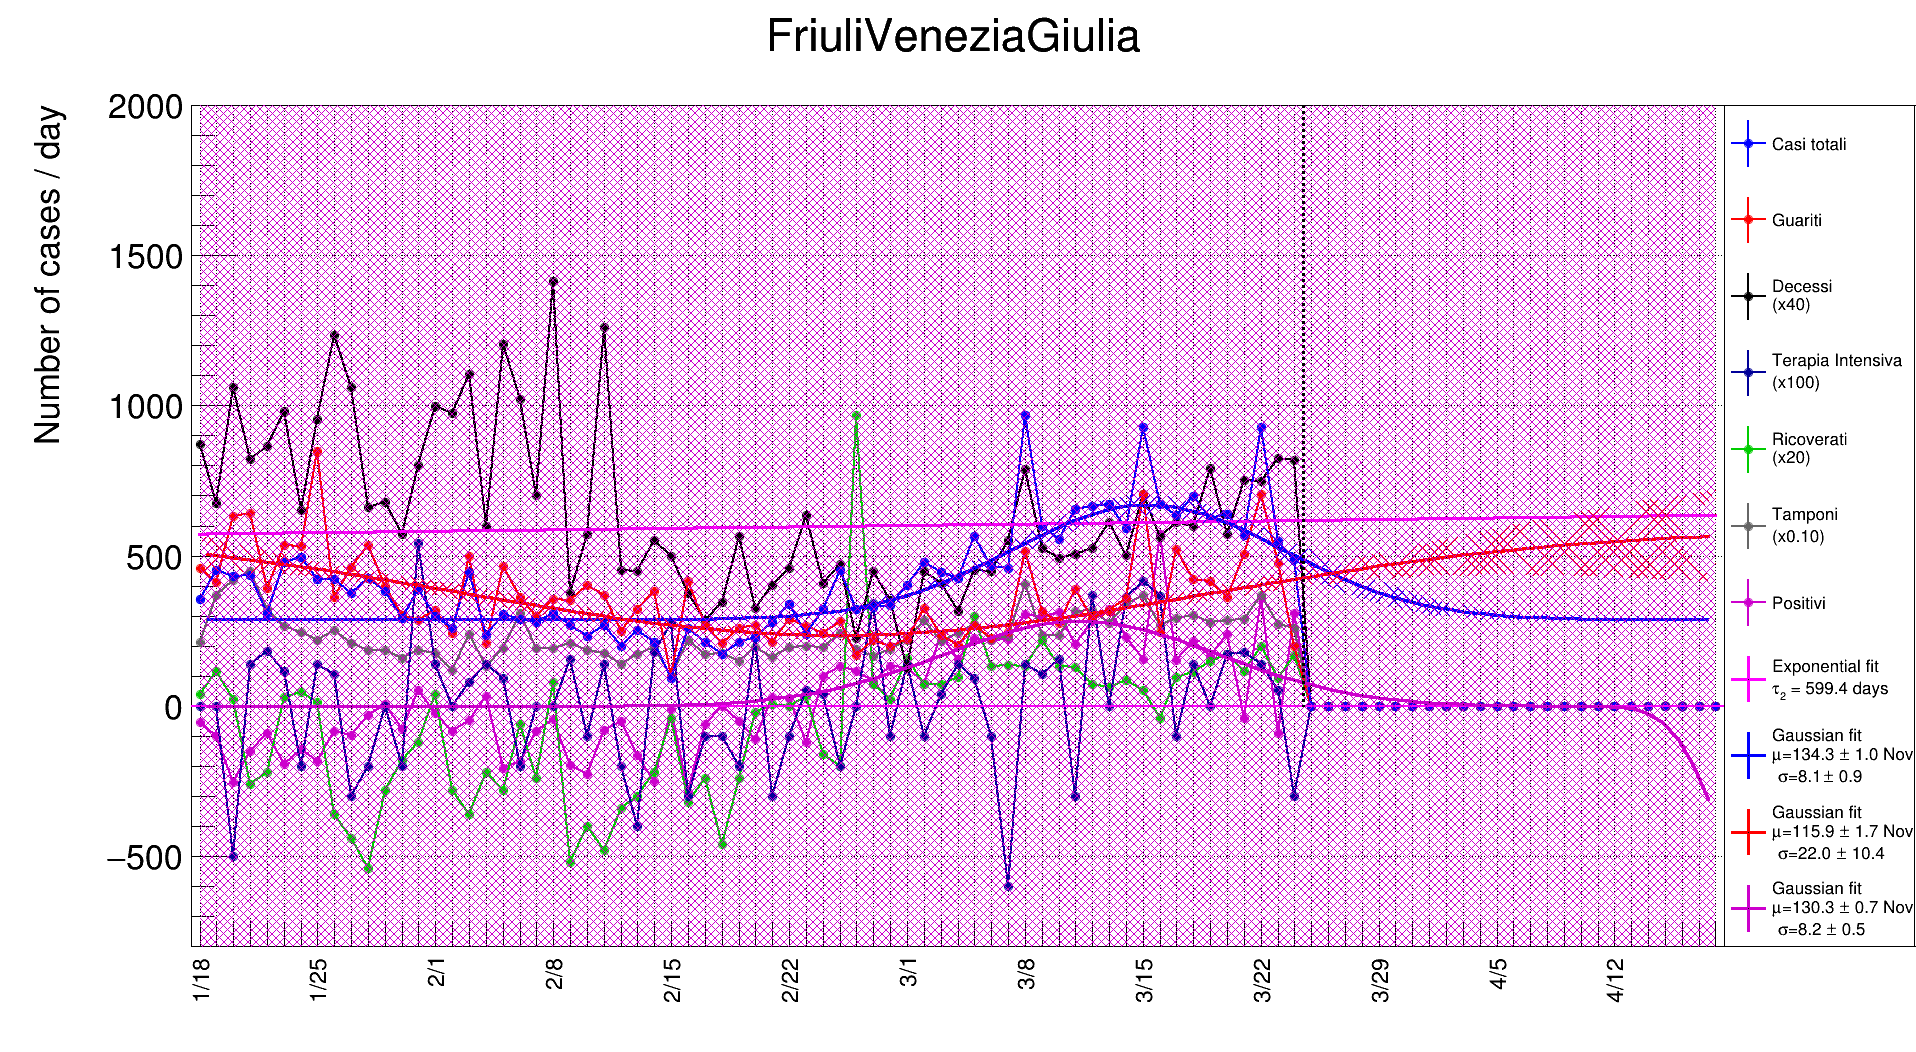 FriuliVeneziaGiulia
Number of cases / day
2000
1500
1000
500
0
−500
1/18
1/25
2/1
2/8
2/15
2/22
3/1
3/8
3/15
3/22
3/29
4/5
4/12
Casi totali
Guariti
Decessi
(x40)
Terapia Intensiva
(x100)
Ricoverati
(x20)
Tamponi
(x0.10)
Positivi
Exponential fit
τ2 = 599.4 days
Gaussian fit
μ=134.3 ± 1.0 Nov
σ=8.1 ± 0.9
Gaussian fit
μ=115.9 ± 1.7 Nov
σ=22.0 ± 10.4
Gaussian fit
μ=130.3 ± 0.7 Nov
σ=8.2 ± 0.5